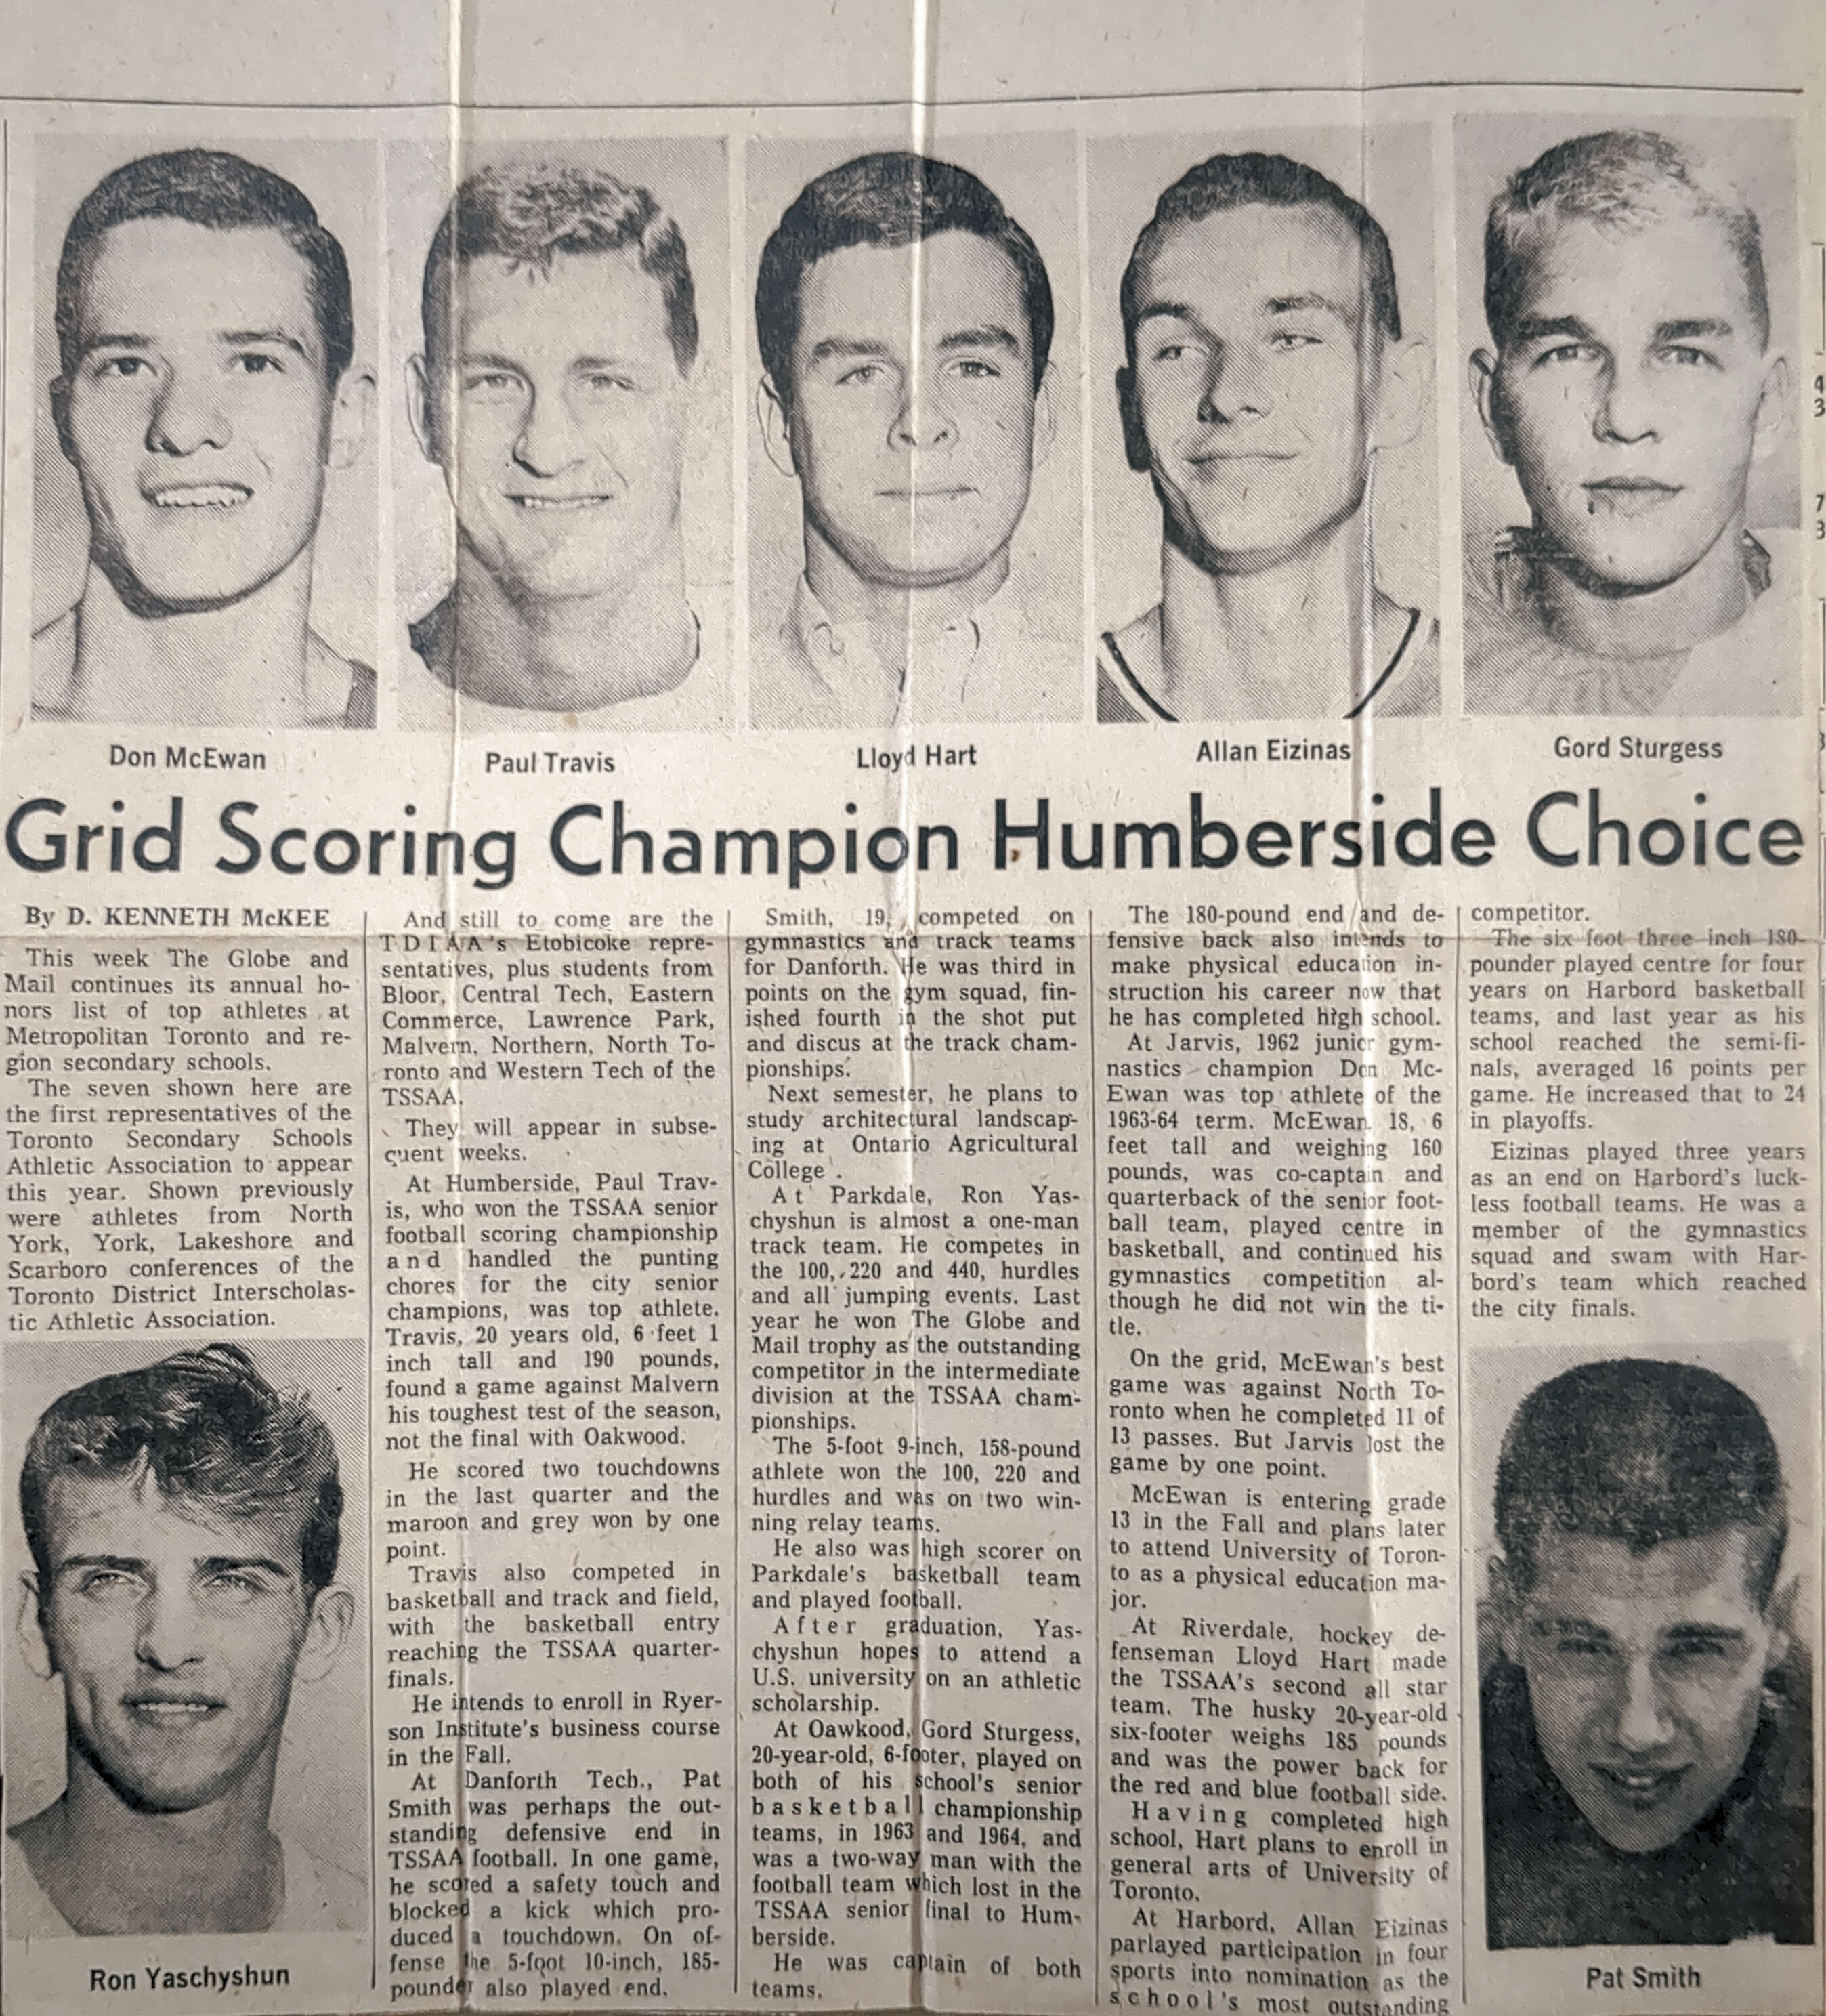 Don McEwan
Paul Travis
Lloyd Hart
Allan Eizinas
Gord Sturgess
Grid Scoring Champion Humberside Choice
By D. KENNETH McKEE
This week The Globe and
Mail continues its annual ho-
nors list of top athletes at
Metropolitan Toronto and re-
gion secondary schools.
The seven shown here are
the first representatives of the
Toronto Secondary Schools
Athletic Association to appear
this year. Shown previously
were athletes from North
York, York, Lakeshore and
Scarboro conferences of the
Toronto District Interscholas-
tic Athletic Association.
Ron Yaschyshun
And still to come are the
TDIAA's Etobicoke repre-
sentatives, plus students from
Bloor, Central Tech, Eastern
Commerce, Lawrence Park,
Malvern, Northern, North To-
ronto and Western Tech of the
TSSAA.
They will appear in subse-
quent weeks.
At Humberside, Paul Trav-
is, who won the TSSAA senior
football scoring championship
and handled the punting
chores for the city senior
champions, was top athlete.
Travis, 20 years old, 6 feet 1
inch tall and 190 pounds,
found a game against Malvern
his toughest test of the season,
not the final with Oakwood.
He scored two touchdowns
in the last quarter and the
maroon and grey won by one
point.
Travis also competed in
basketball and track and field,
with the basketball entry
reaching the TSSAA quarter-
finals.
He intends to enroll in Ryer-
son Institute's business course
in the Fall.
At Danforth Tech., Pat
Smith was perhaps the out-
standing defensive end in
TSSAA football. In one game,
he scored a safety touch and
blocked a kick which pro-
duced a touchdown. On of-
fense the 5-foot 10-inch, 185-
pounder also played end.
Smith, 19, competed on
gymnastics and track teams
for Danforth. He was third in
points on the gym squad, fin-
ished fourth in the shot put
and discus at the track cham-
pionships.
Next semester, he plans to
study architectural landscap-
ing at Ontario Agricultural
College .
At Parkdale, Ron Yas-
chyshun is almost a one-man
track team. He competes in
the 100, 220 and 440, hurdles
and all jumping events. Last
year he won The Globe and
Mail trophy as the outstanding
competitor in the intermediate
division at the TSSAA cham-
pionships.
The 5-foot 9-inch, 158-pound
athlete won the 100, 220 and
hurdles and was on two win-
ning relay teams.
He also was high scorer on
Parkdale's basketball team
and played football.
After graduation, Yas-
chyshun hopes to attend a
U.S. university on an athletic
scholarship.
At Oawkood, Gord Sturgess,
20-year-old, 6-footer, played on
both of his school's senior
basketball championship
teams, in 1963 and 1964, and
was a two-way man with the
football team which lost in the
TSSAA senior final to Hum-
berside.
He was captain of both
teams.
The 180-pound end and de-
fensive back also intends to
make physical education in-
struction his career now that
he has completed high school.
At Jarvis, 1962 junior gym-
nastics champion Don Mc-
Ewan was top athlete of the
1963-64 term. McEwan, 18, 6
feet tall and weighing 160
pounds, was co-captain and
quarterback of the senior foot-
ball team, played centre in
basketball, and continued his
gymnastics competition al-
though he did not win the ti-
tle.
On the grid, McEwan's best
game was against North To-
ronto when he completed 11 of
13 passes. But Jarvis lost the
game by one point.
McEwan is entering grade
13 in the Fall and plans later
to attend University of Toron-
to as a physical education ma-
jor.
At Riverdale, hockey de-
fenseman Lloyd Hart made
the TSSAA's second all star
team. The husky 20-year-old
six-footer weighs 185 pounds
and was the power back for
the red and blue football side.
Having completed high
school, Hart plans to enroll in
general arts of University of
Toronto.
At Harbord, Allan Eizinas
parlayed participation in four
sports into nomination as the
school's most outstanding
competitor.
The six foot three inch 180-
pounder played centre for four
years on Harbord basketball
teams, and last year as his
school reached the semi-fi-
nals, averaged 16 points per
game. He increased that to 24
in playoffs.
Eizinas played three years
as an end on Harbord's luck-
less football teams. He was a
member of the gymnastics
squad and swam with Har-
bord's team which reached
the city finals.
Pat Smith